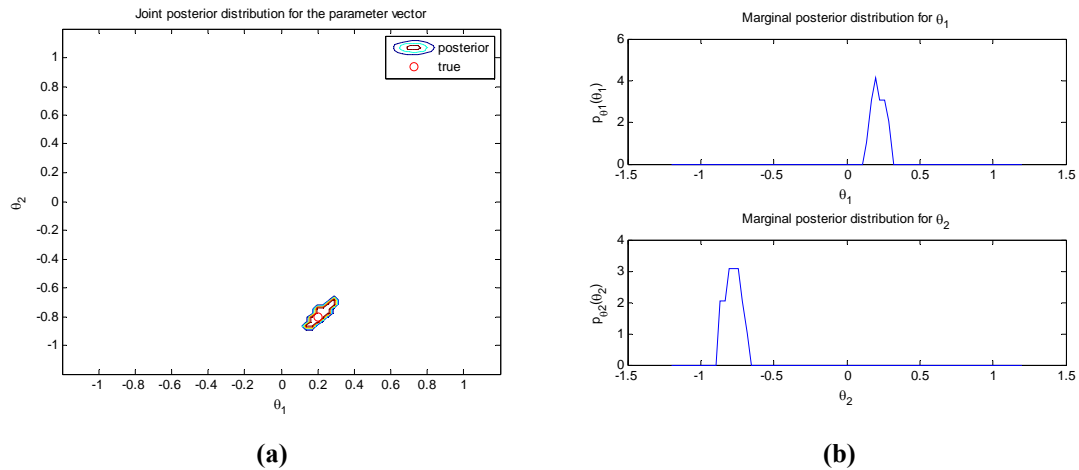 Joint posterior distribution for the parameter vector
posterior
true
1
0.8
0.6
0.4
0.2
0
-0.2
-0.4
-0.6
-0.8
-1
θ2
-1 -0.8 -0.6 -0.4 -0.2 0 0.2 0.4 0.6 0.8 1
θ1
(a)
Marginal posterior distribution for θ1
6
4
2
0
pθ1(θ1)
-1.5 -1 -0.5 0 0.5 1 1.5
θ1
Marginal posterior distribution for θ2
4
3
2
1
0
pθ2(θ2)
-1.5 -1 -0.5 0 0.5 1 1.5
θ2
(b)